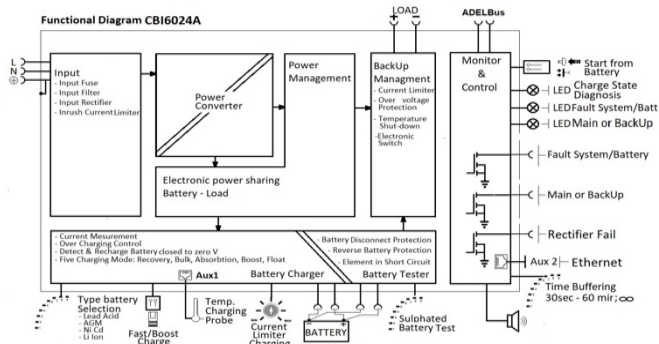 Functional Diagram CBI6024A
LOAD
+ −
ADELBus
L
N
Input
- Input Fuse
- Input Filter
- Input Rectifier
- Inrush Current Limiter
Power
Converter
Power
Management
BackUp
Managment
- Current Limiter
- Over voltage
Protection
- Temperature
Shut-down
-Electronic
Switch
Monitor
&
Control
Start from
Battery
LED Charge State
Diagnosis
LED Fault System/Batt
LED Main or BackUp
Electronic power sharing
Battery - Load
Fault System/Battery
Main or BackUp
Rectifier Fail
Aux 2 Ethernet
- Current Mesurement
- Over Charging Control
- Detect & Recharge Battery closed to zero V
- Five Charging Mode: Recovery, Bulk, Absorbtion, Boost, Float
Aux1
Battery Charger
- Battery Disconnect Protection
- Reverse Battery Protection
- Element in Short Circuit
Battery Tester
Time Buffering
30sec - 60 mir; ∞
Type battery
Selection
- Lead Acid
- AGM
- Ni Cd
- Li Ion
Fast/Boost
Charge
Temp.
Charging
Probe
Current
Limiter
Charging
BATTERY
Sulphated
Battery Test